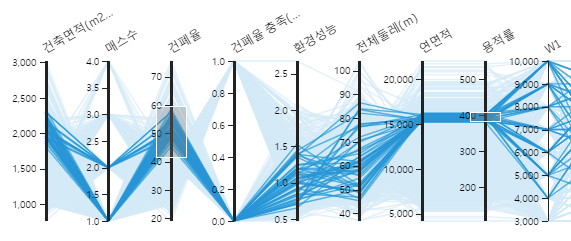 건축면적(m2... 매스수 건폐율 건폐율 충족(... 환경성능 전체둘레(m) 연면적 용적률 W1
3,000 4.0 70 1.0 2.5 100 20,000 500 10,000
2,500 3.5 60 0.8 2.0 90 15,000 400 9,000
2,000 3.0 50 0.6 1.5 80 10,000 300 8,000
1,500 2.5 40 0.4 1.0 70 5,000 200 7,000
1,000 2.0 30 0.2 0.5 60 6,000
1.5 20 0.0 50 5,000
1.0 40 4,000
3,000